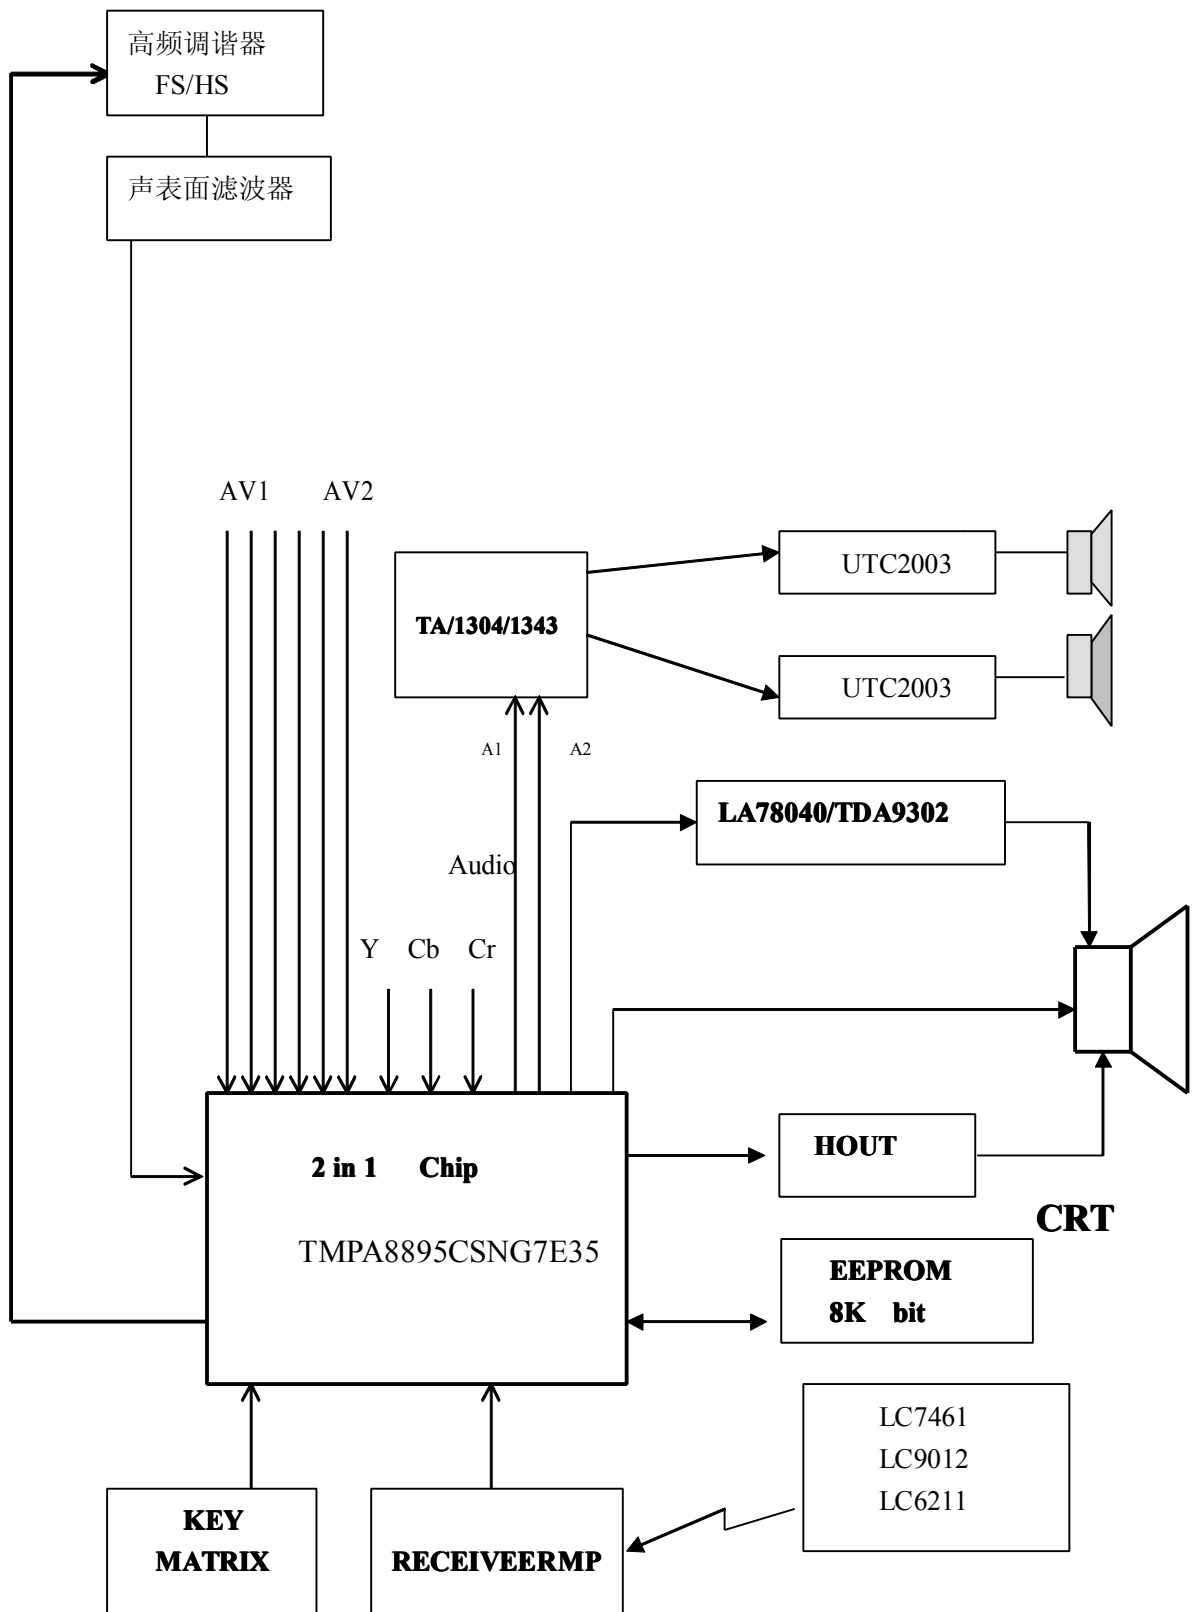 高频调谐器
FS/HS
声表面滤波器
AV1 AV2
UTC2003
TA/1304/1343
UTC2003
A1 A2
LA78040/TDA9302
Audio
Y Cb Cr
HOUT
2 in 1 Chip
CRT
TMPA8895CSNG7E35
EEPROM
8K bit
LC7461
LC9012
LC6211
KEY
MATRIX
RECEIVEERMP